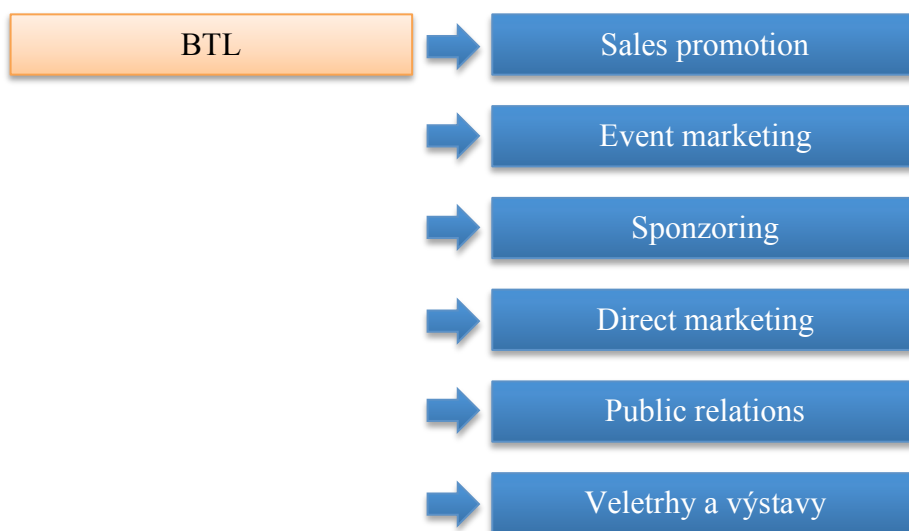 BTL
Sales promotion
Event marketing
Sponzoring
Direct marketing
Public relations
Veletrhy a výstavy